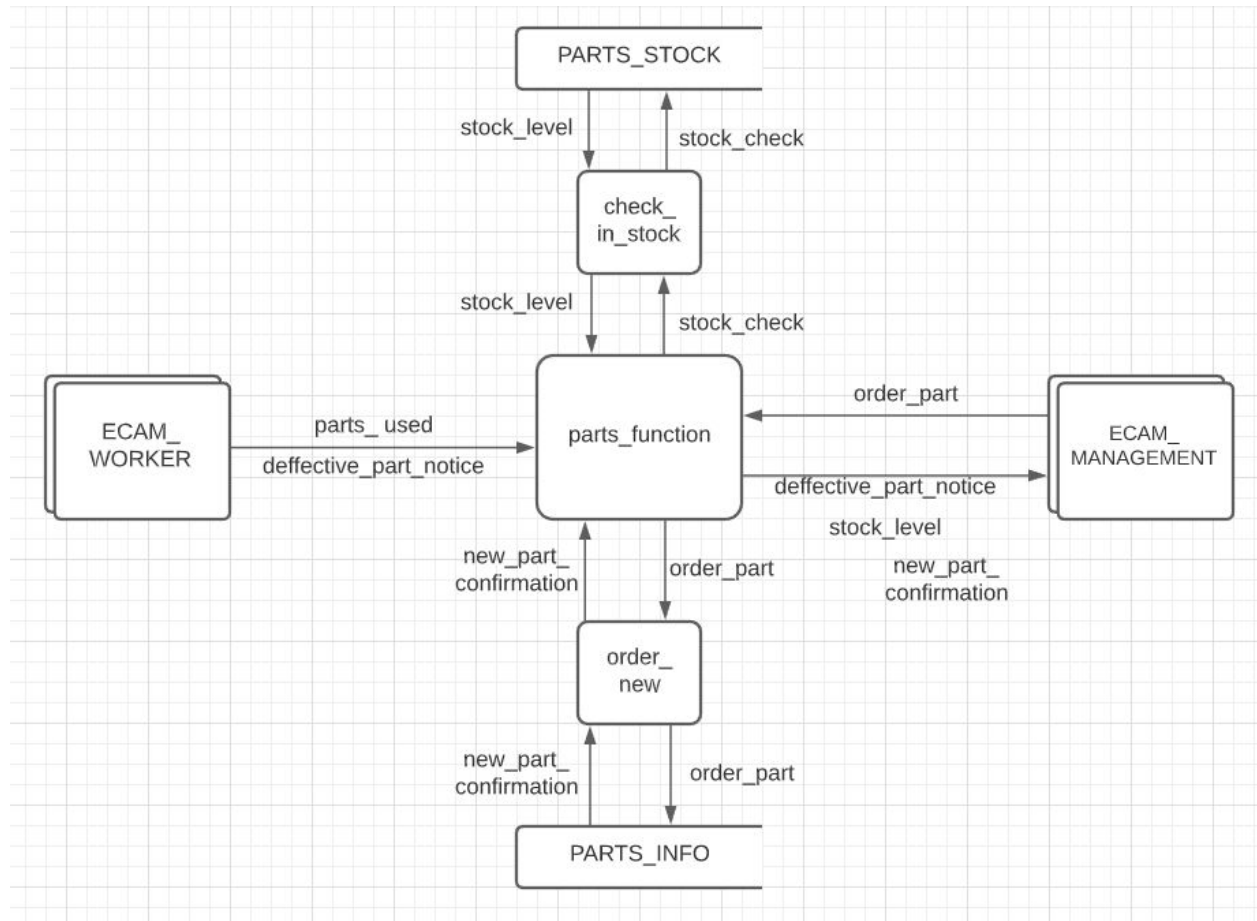 PARTS_STOCK
stock_level
stock_check
check_
in_stock
stock_level
stock_check
ECAM_
WORKER
parts_ used
deffective_part_notice
parts_function
order_part
deffective_part_notice
stock_level
new_part_
confirmation
ECAM_
MANAGEMENT
new_part_
confirmation
order_part
order_
new
new_part_
confirmation
order_part
PARTS_INFO